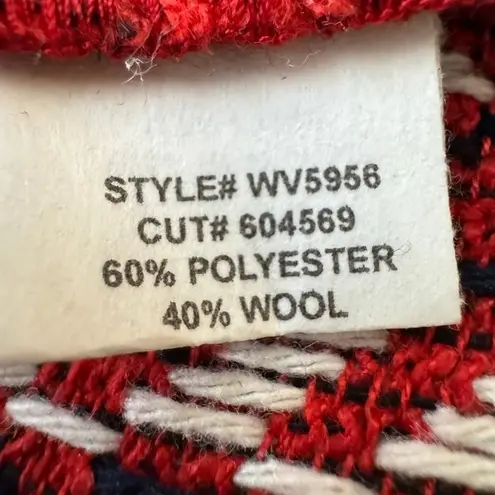 STYLE# WV5956
CUT# 604569
60% POLYESTER
40% WOOL